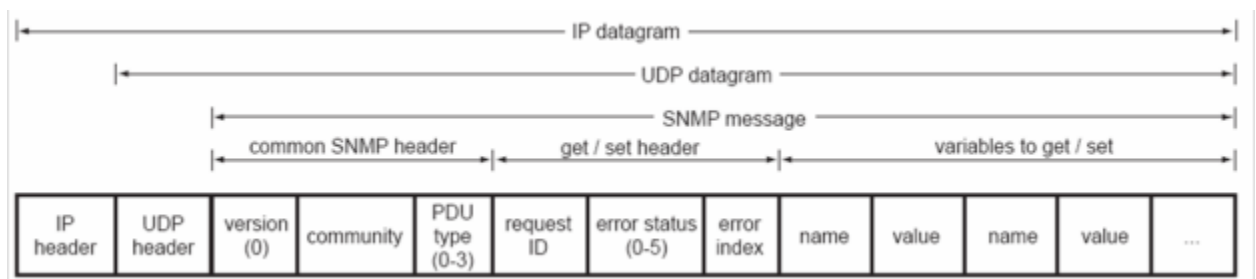 IP datagram
UDP datagram
SNMP message
common SNMP header get / set header variables to get / set
IP header UDP header version (0) community PDU type (0-3) request ID error status (0-5) error index name value name value ...